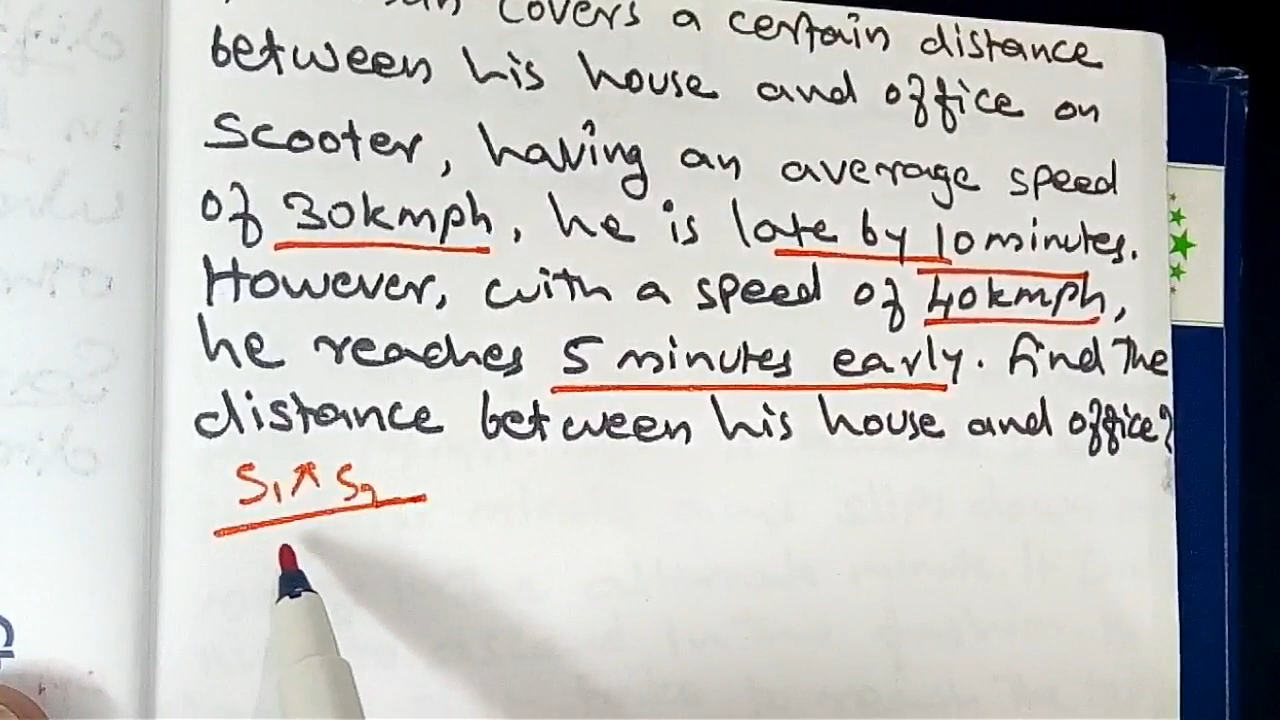 covers a certain distance
between his house and office on
Scooter, having an average speed
of 30kmph, he is late by 10 minutes.
However, with a speed of 40kmph,
he reaches 5 minutes early. Find The
distance between his house and office?
S1 × S2